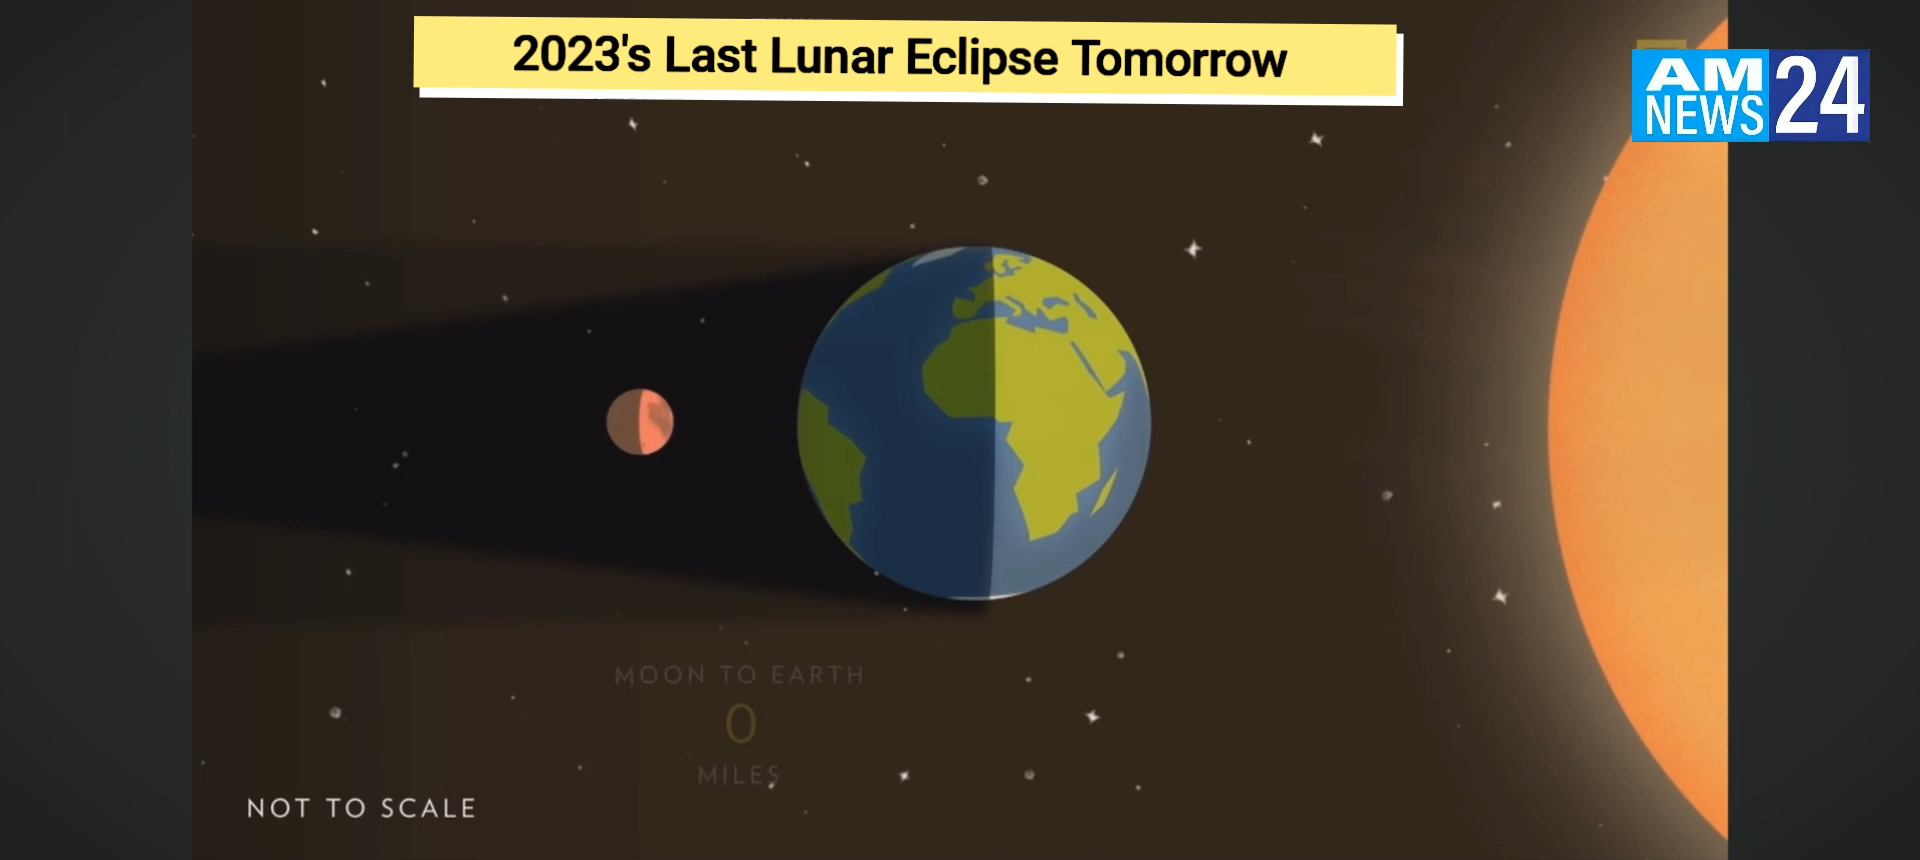 2023's Last Lunar Eclipse Tomorrow
AM
NEWS
24
MOON TO EARTH
0
MILES
NOT TO SCALE